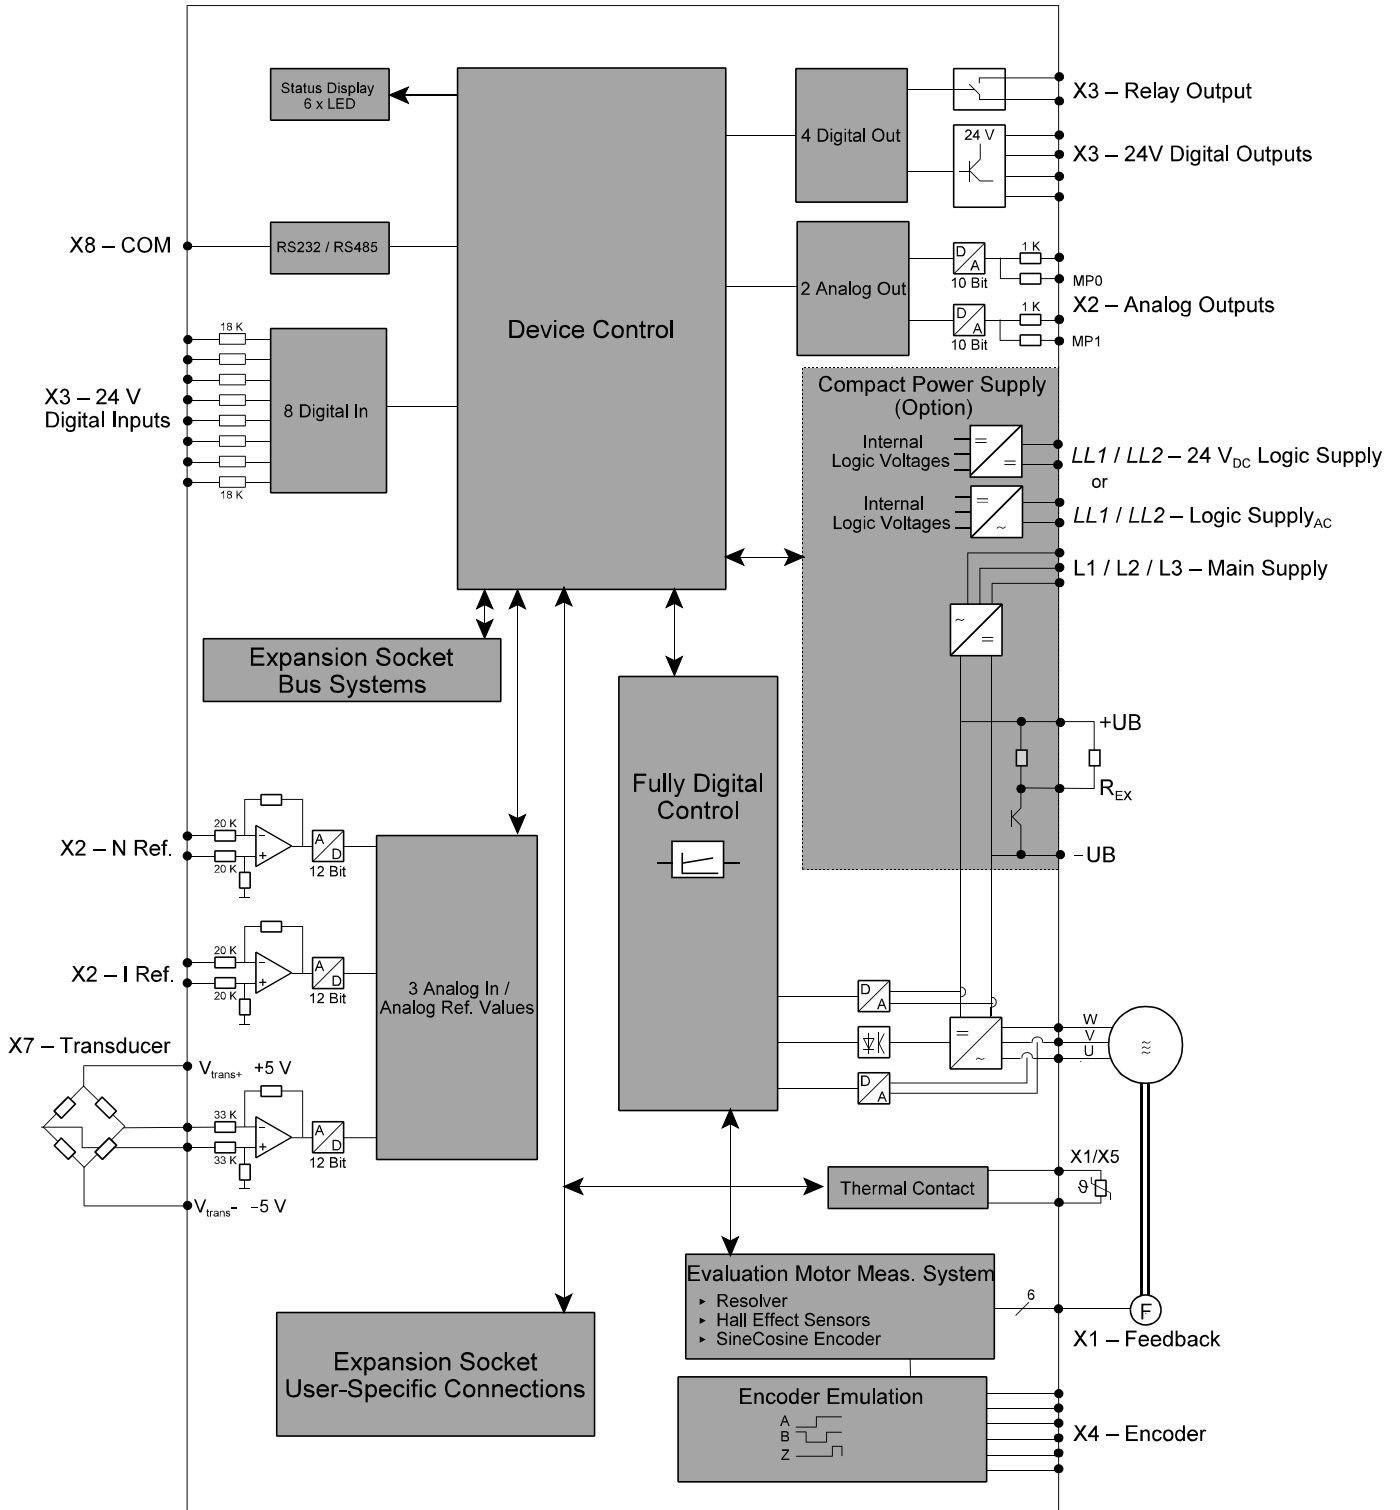 Status Display
6 x LED
Device Control
4 Digital Out
24 V
X3 – Relay Output
X3 – 24V Digital Outputs
X8 – COM
RS232 / RS485
2 Analog Out
D
A
10 Bit
1 K
MP0
X2 – Analog Outputs
D
A
10 Bit
1 K
MP1
18 K
X3 – 24 V
Digital Inputs
8 Digital In
18 K
Compact Power Supply
(Option)
Internal
Logic Voltages
=
=
LL1 / LL2 – 24 VDC Logic Supply
or
Internal
Logic Voltages
=
~
LL1 / LL2 – Logic SupplyAC
L1 / L2 / L3 – Main Supply
~
=
Expansion Socket
Bus Systems
+UB
REX
–UB
Fully Digital
Control
X2 – N Ref.
20 K
20 K
–
+
A
D
12 Bit
X2 – I Ref.
20 K
20 K
–
+
A
D
12 Bit
3 Analog In /
Analog Ref. Values
X7 – Transducer
Vtrans+ +5 V
33 K
33 K
–
+
A
D
12 Bit
Vtrans- –5 V
D
A
=
~
D
A
W
V
U
≈
Thermal Contact
X1/X5
ϑ
Evaluation Motor Meas. System
▸ Resolver
▸ Hall Effect Sensors
▸ SineCosine Encoder
6
F
X1 – Feedback
Expansion Socket
User-Specific Connections
Encoder Emulation
A
B
Z
X4 – Encoder